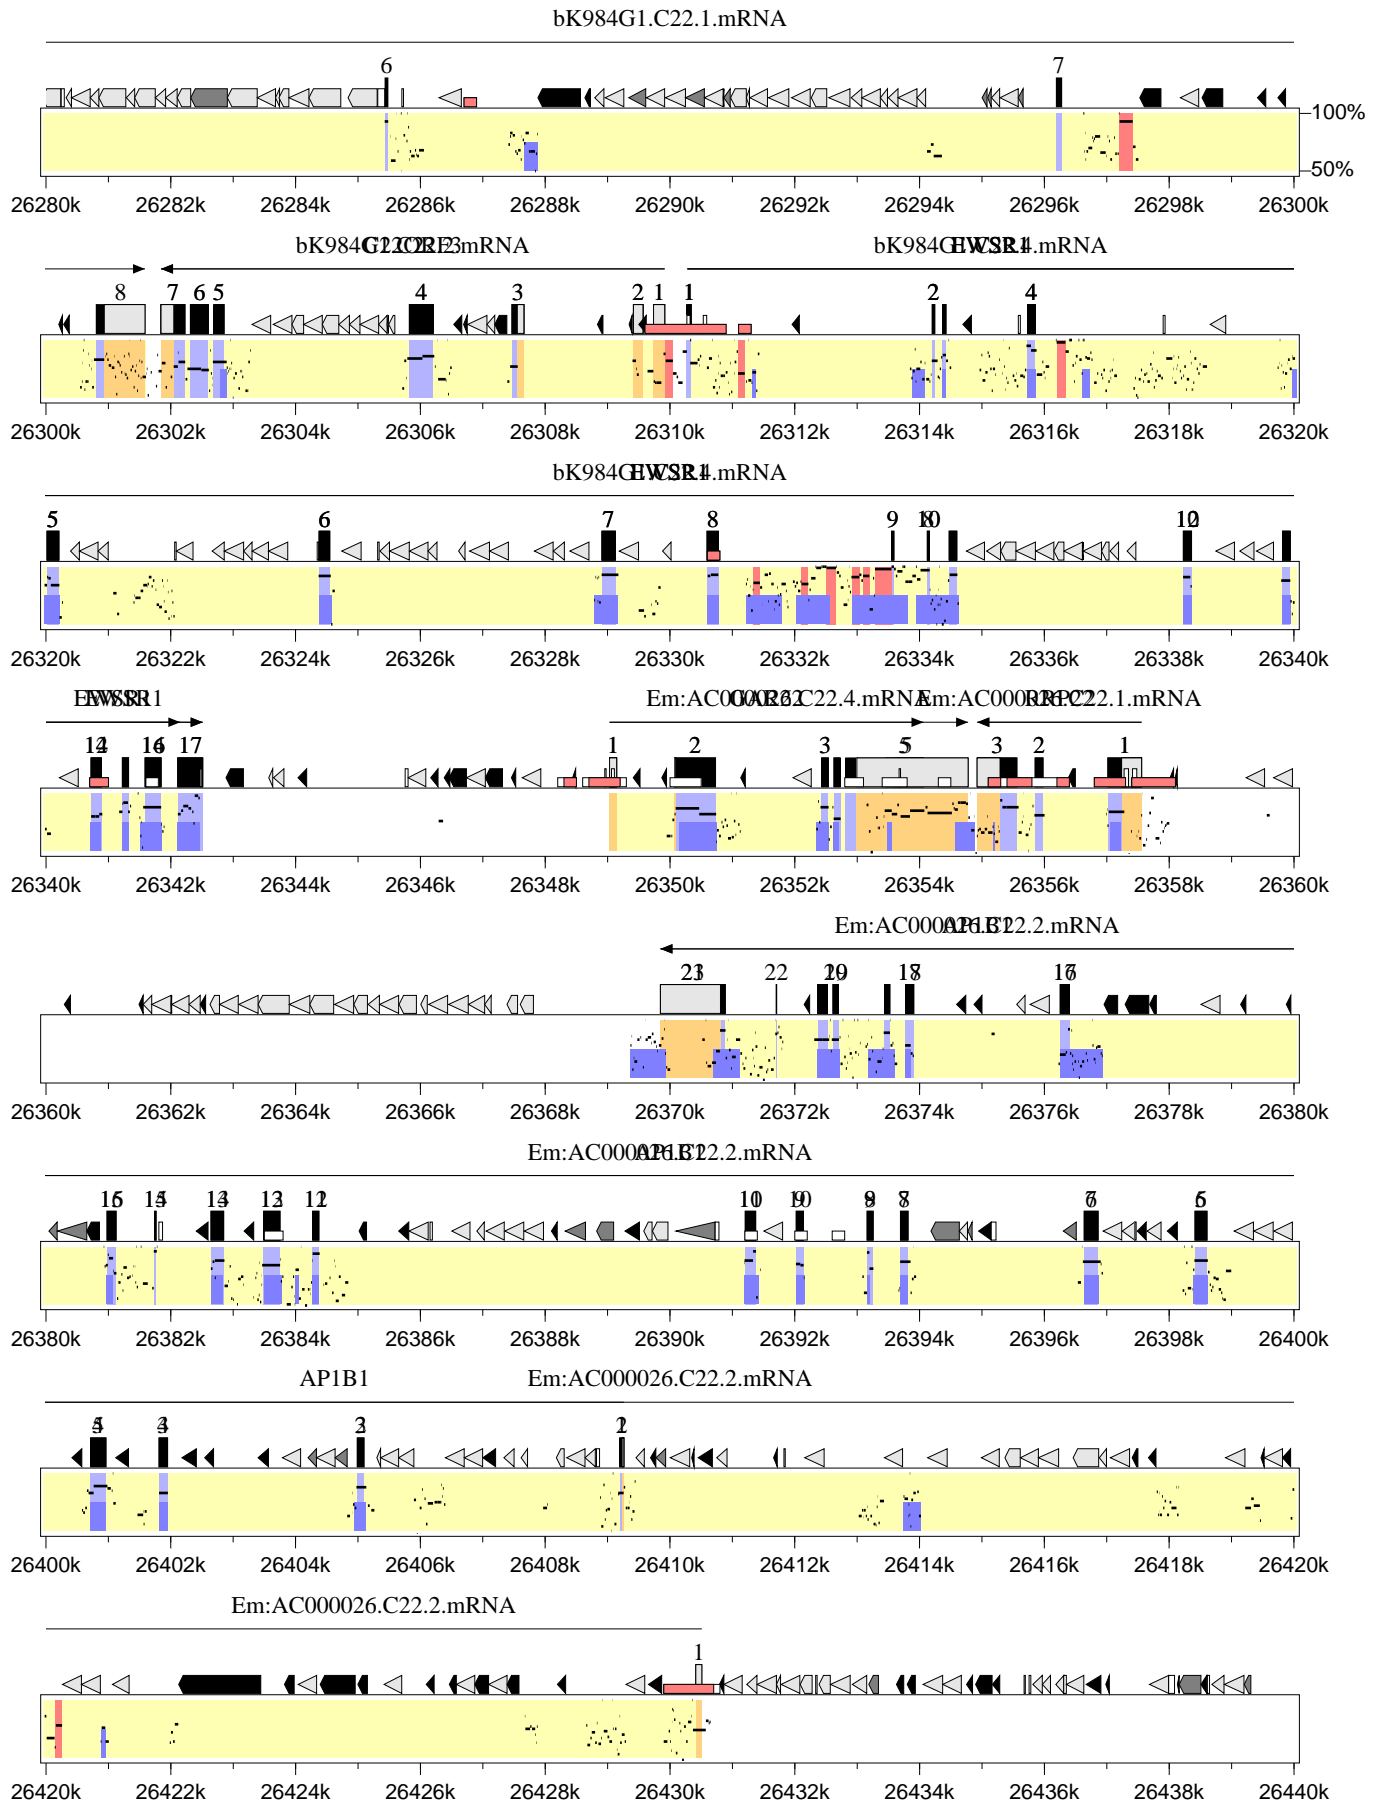 bK984G1.C22.1.mRNA
6 7
100%
50%
26280k 26282k 26284k 26286k 26288k 26290k 26292k 26294k 26296k 26298k 26300k
8 7 6 5 4 3 2 1 1 2 4
26300k 26302k 26304k 26306k 26308k 26310k 26312k 26314k 26316k 26318k 26320k
5 6 7 8 9 10 12
26320k 26322k 26324k 26326k 26328k 26330k 26332k 26334k 26336k 26338k 26340k
17 1 2 3 5 3 2 1
26340k 26342k 26344k 26346k 26348k 26350k 26352k 26354k 26356k 26358k 26360k
22
26360k 26362k 26364k 26366k 26368k 26370k 26372k 26374k 26376k 26378k 26380k
26380k 26382k 26384k 26386k 26388k 26390k 26392k 26394k 26396k 26398k 26400k
AP1B1 Em:AC000026.C22.2.mRNA
26400k 26402k 26404k 26406k 26408k 26410k 26412k 26414k 26416k 26418k 26420k
Em:AC000026.C22.2.mRNA
1
26420k 26422k 26424k 26426k 26428k 26430k 26432k 26434k 26436k 26438k 26440k